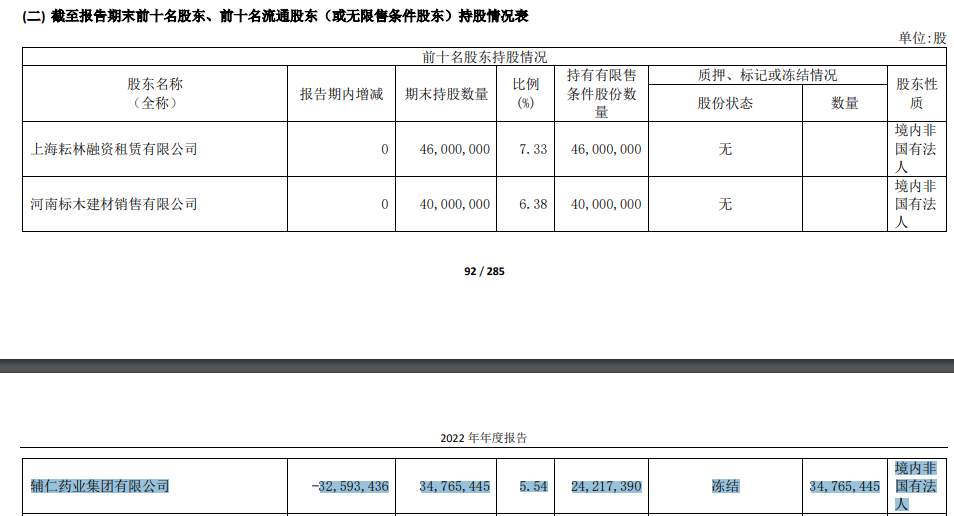 (二) 截至报告期末前十名股东、前十名流通股东（或无限售条件股东）持股情况表
单位:股
前十名股东持股情况
股东名称
（全称）
报告期内增减
期末持股数量
比例
(%)
持有有限售
条件股份数
量
质押、标记或冻结情况
股份状态
数量
股东性
质
上海耘林融资租赁有限公司 0 46,000,000 7.33 46,000,000 无 境内非
国有法
人
河南标木建材销售有限公司 0 40,000,000 6.38 40,000,000 无 境内非
国有法
人
92 / 285
2022 年年度报告
辅仁药业集团有限公司 -32,593,436 34,765,445 5.54 24,217,390 冻结 34,765,445 境内非
国有法
人